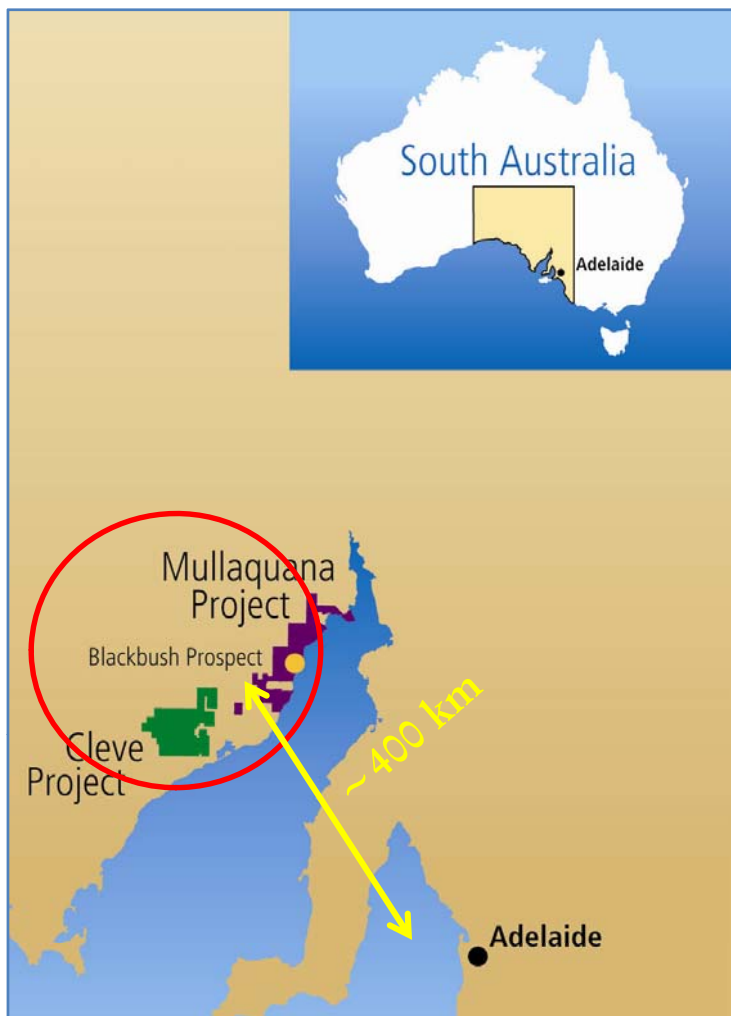 South Australia
Adelaide
Mullaquana
Project
Blackbush Prospect
Cleve
Project
~400 km
Adelaide